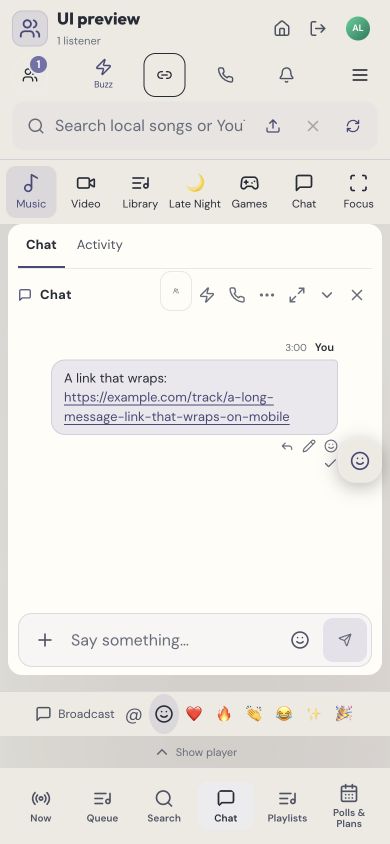 UI preview
1 listener
AL
1
Buzz
Search local songs or You
Music
Video
Library
Late Night
Games
Chat
Focus
Chat
Activity
Chat
3:00 You
A link that wraps:
https://example.com/track/a-long-
message-link-that-wraps-on-mobile
Say something...
Broadcast @
Show player
Now
Queue
Search
Chat
Playlists
Polls &
Plans